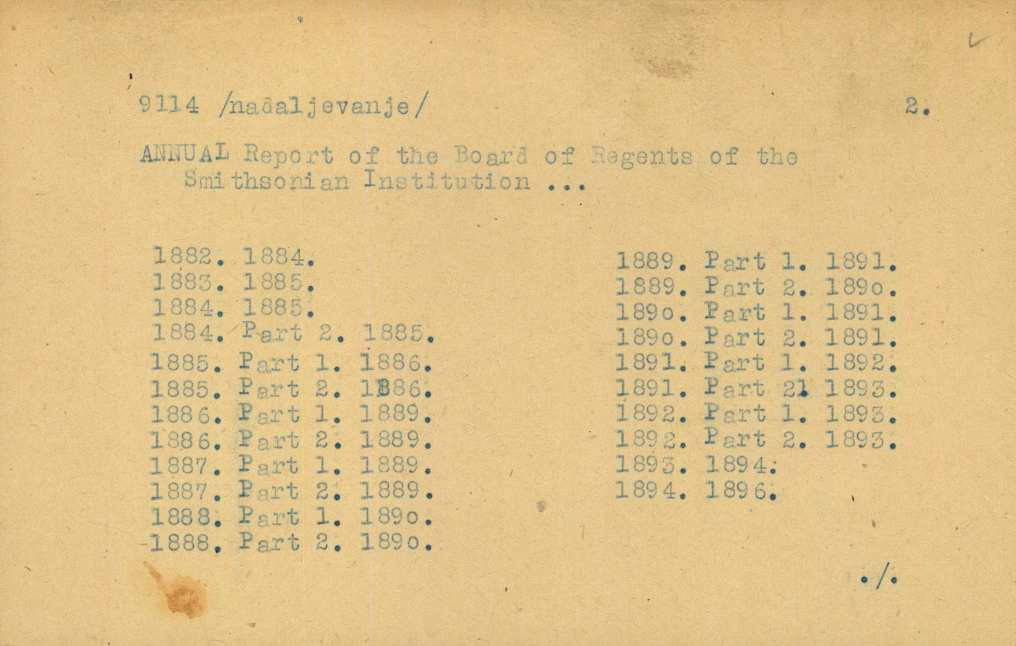 9114 /nadaljevanje/ 2.
ANNUAL Report of the Board of Regents of the
Smithsonian Institution ...
1882. 1884.
1883. 1885.
1884. 1885.
1884. Part 2. 1885.
1885. Part 1. 1886.
1885. Part 2. 1886.
1886. Part 1. 1889.
1886. Part 2. 1889.
1887. Part 1. 1889.
1887. Part 2. 1889.
1888. Part 1. 189o.
1888. Part 2. 189o.
1889. Part 1. 1891.
1889. Part 2. 189o.
189o. Part 1. 1891.
189o. Part 2. 1891.
1891. Part 1. 1892.
1891. Part 2. 1893.
1892. Part 1. 1893.
1892. Part 2. 1893.
1893. 1894.
1894. 1896.
./.